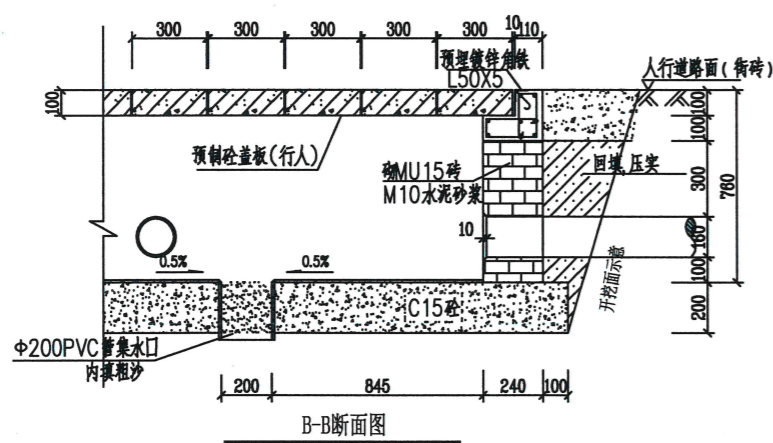 300 300 300 300 300 10 110
预埋镀锌角铁
L50X5
人行道路面(街砖)
100
100
100
预制砼盖板(行人)
砌MU15砖
M10水泥砂浆
回填,压实
300
760
10
160
0.5% 0.5%
100
开挖面示意
C15砼
200
Φ200PVC管集水口
内填粗沙
200 845 240 100
B-B断面图